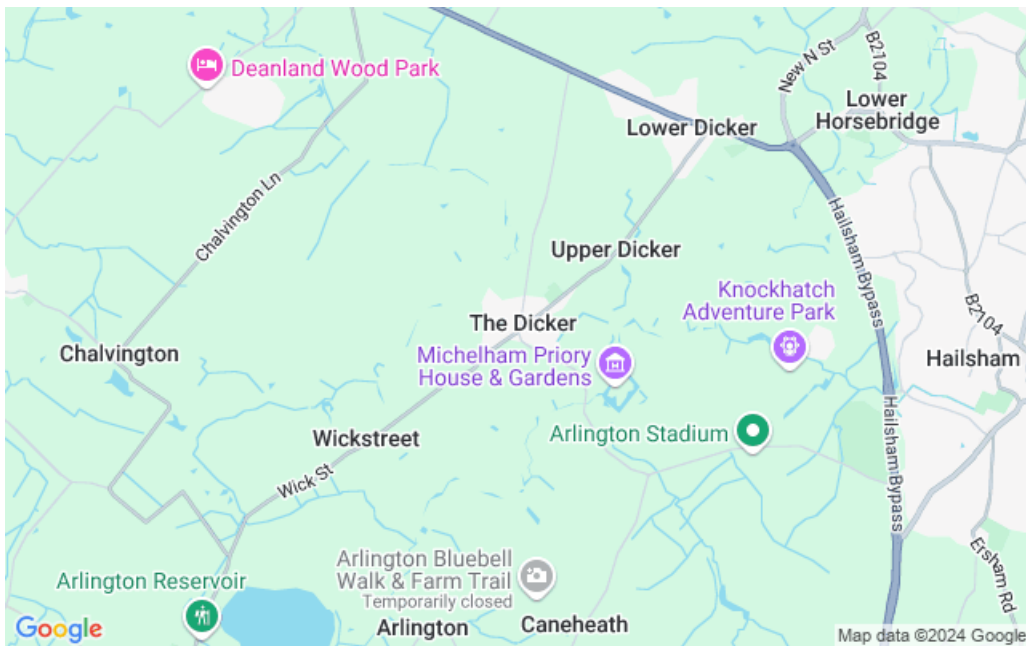 Deanland Wood Park
New N St
B2104
Lower
Horsebridge
Lower Dicker
Chalvington Ln
Hailsham Bypass
Upper Dicker
Knockhatch
Adventure Park
B2104
The Dicker
Chalvington
Michelham Priory
House & Gardens
Hailsham
Wickstreet
Arlington Stadium
Hailsham Bypass
Wick St
Arlington Bluebell
Walk & Farm Trail
Temporarily closed
Arlington Reservoir
Ersham Rd
Arlington
Caneheath
Google
Map data ©2024 Google